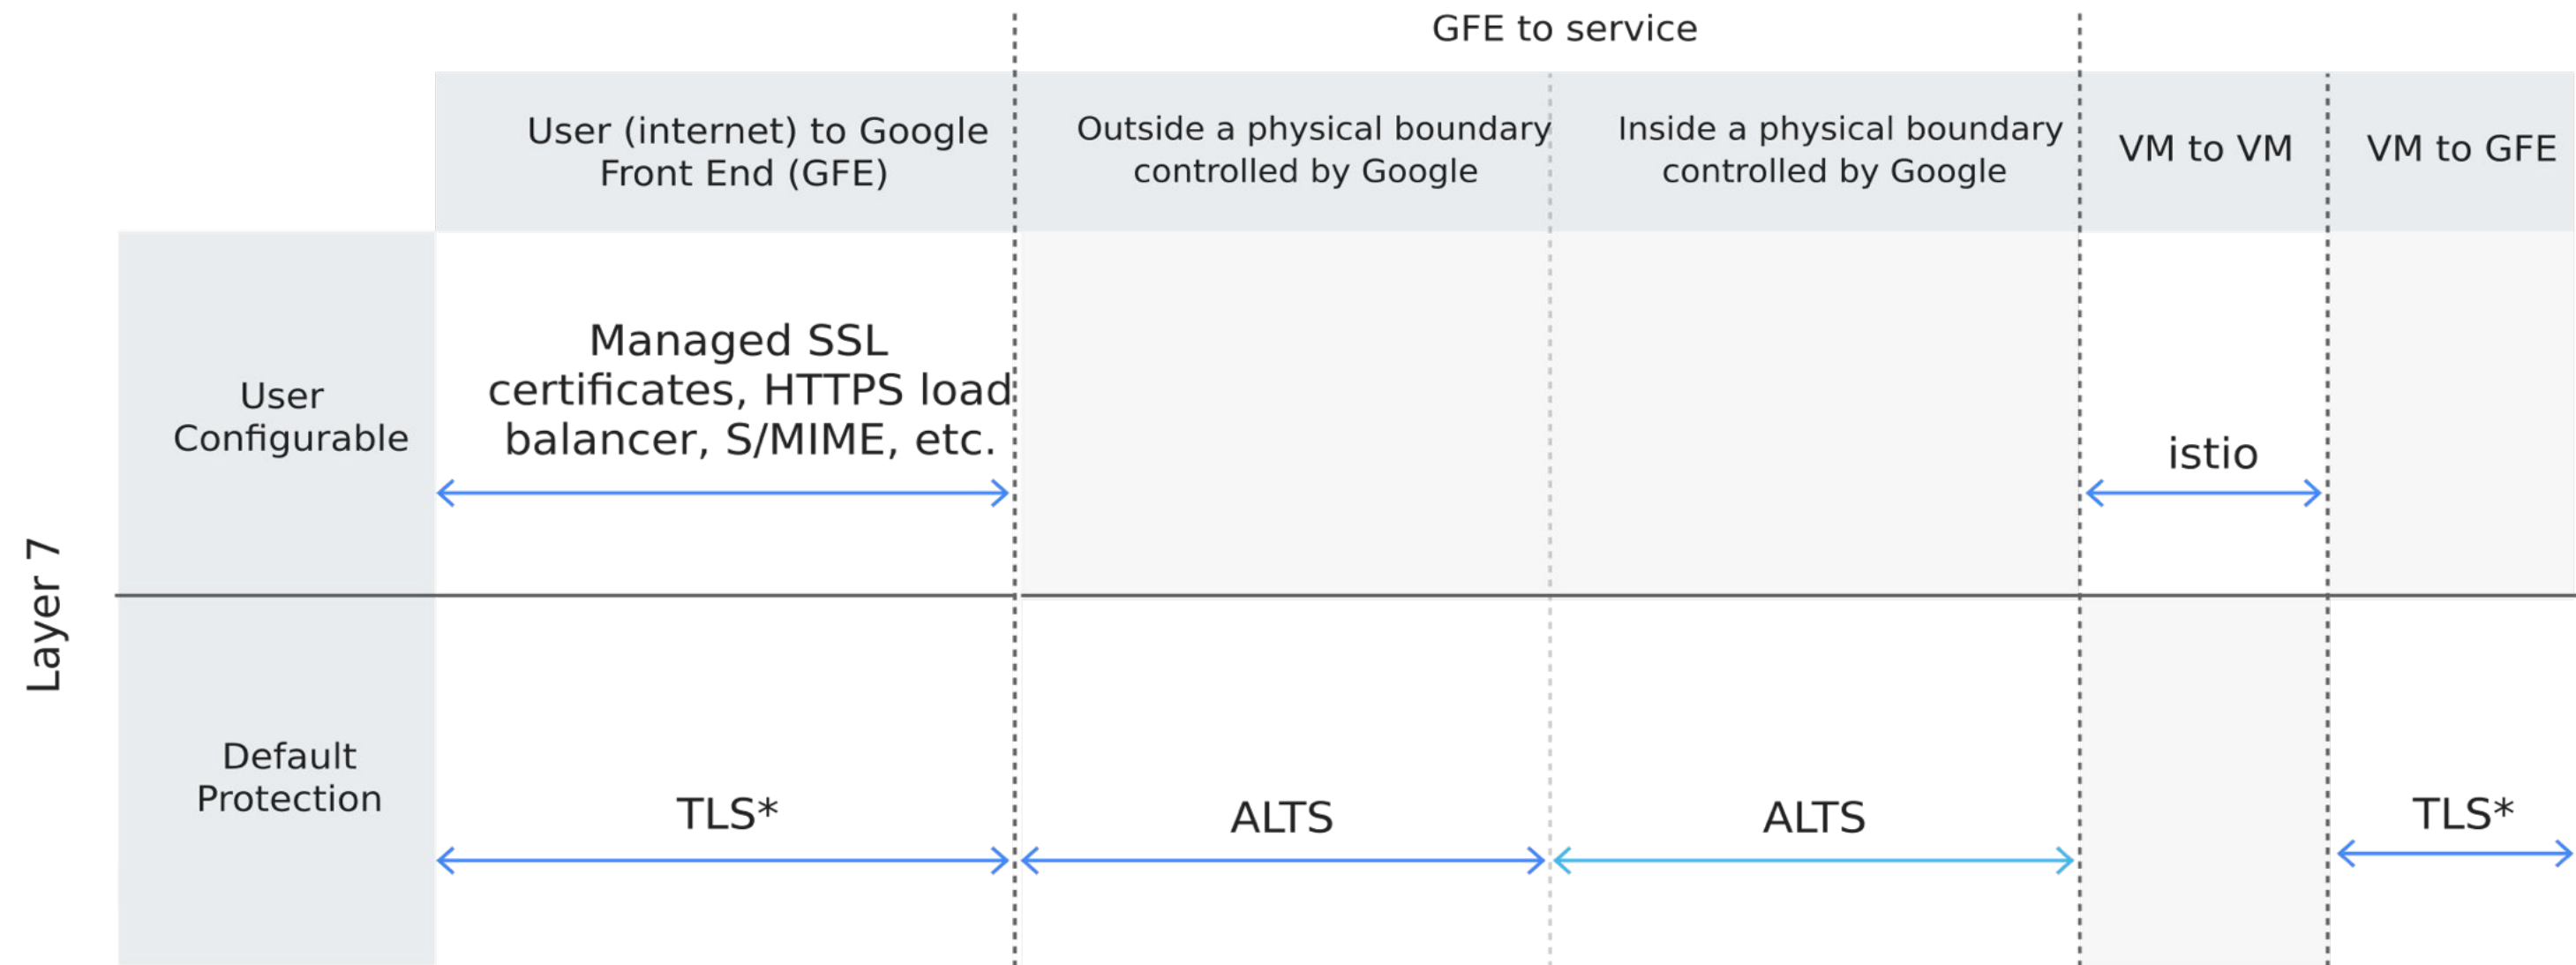 GFE to service
User (internet) to Google
Front End (GFE)
Outside a physical boundary
controlled by Google
Inside a physical boundary
controlled by Google
VM to VM
VM to GFE
Layer 7
User
Configurable
Managed SSL
certificates, HTTPS load
balancer, S/MIME, etc.
istio
Default
Protection
TLS*
ALTS
ALTS
TLS*